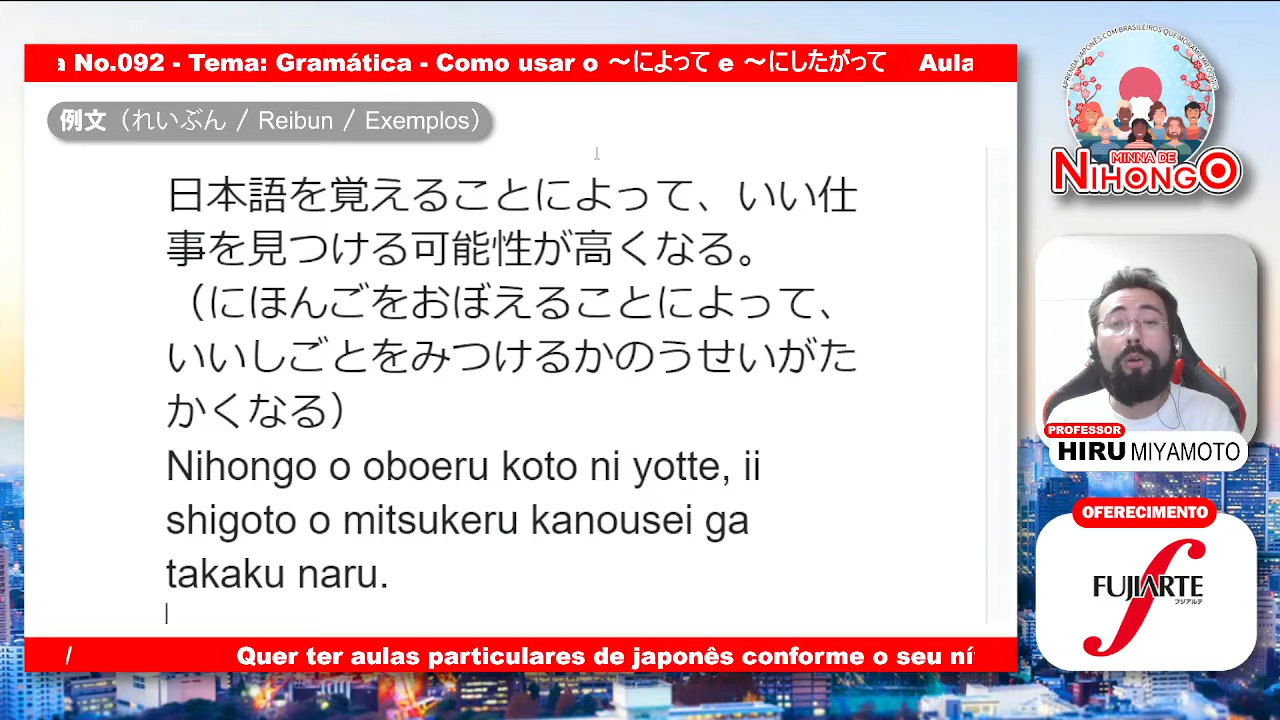 a No.092 - Tema: Gramática - Como usar o ～によって e ～にしたがって Aula
例文（れいぶん / Reibun / Exemplos）
日本語を覚えることによって、いい仕
事を見つける可能性が高くなる。
（にほんごをおぼえることによって、
いいしごとをみつけるかのうせいがた
かくなる）
Nihongo o oboeru koto ni yotte, ii
shigoto o mitsukeru kanousei ga
takaku naru.
/ Quer ter aulas particulares de japonês conforme o seu ní
MINNA DE
NIHONGO
PROFESSOR
HIRU MIYAMOTO
OFERECIMENTO
FUJIARTE
フジアルテ